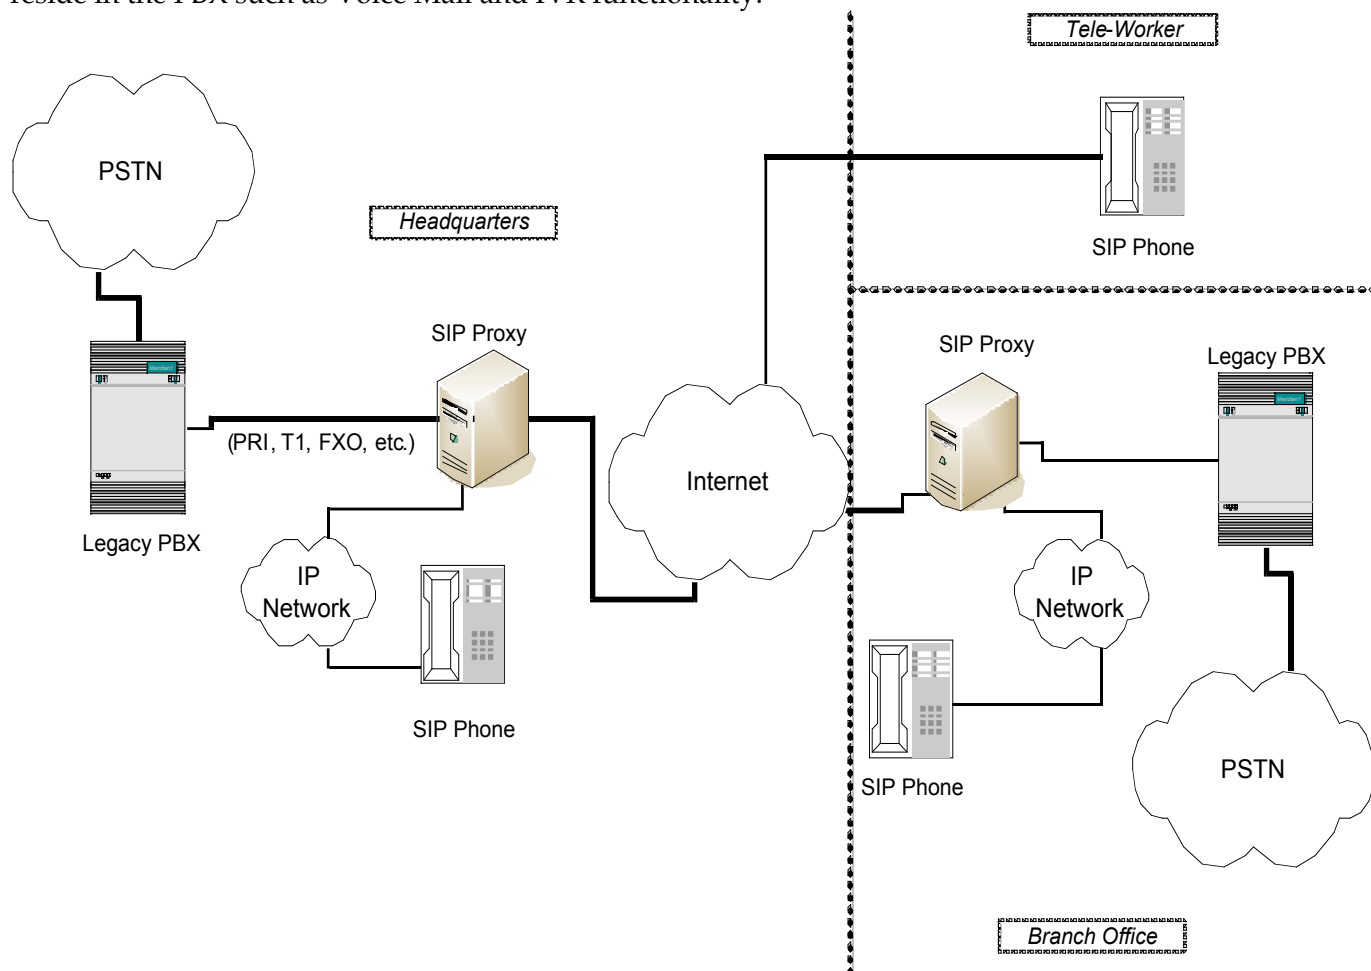 reside in the PBX such as Voice Mail and IVR functionality.
Tele-Worker
PSTN
Headquarters
SIP Phone
SIP Proxy
SIP Proxy
Legacy PBX
Meridian1
Meridian1
(PRI, T1, FXO, etc.)
Internet
Legacy PBX
IP
Network
IP
Network
SIP Phone
SIP Phone
PSTN
Branch Office